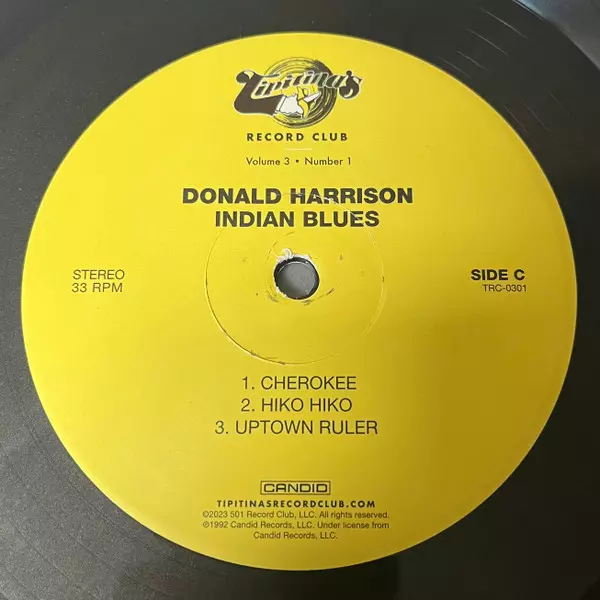 Tipitina's
RECORD CLUB
Volume 3 • Number 1
DONALD HARRISON
INDIAN BLUES
STEREO
33 RPM
SIDE C
TRC-0301
1. CHEROKEE
2. HIKO HIKO
3. UPTOWN RULER
CANDID
TIPITINASRECORDCLUB.COM
©2023 501 Record Club, LLC. All rights reserved.
℗1992 Candid Records, LLC. Under license from
Candid Records, LLC.